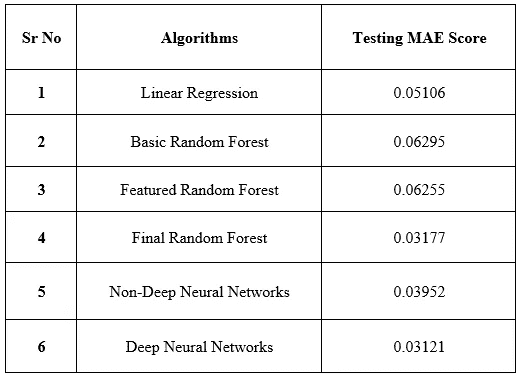 Sr No Algorithms Testing MAE Score
1 Linear Regression 0.05106
2 Basic Random Forest 0.06295
3 Featured Random Forest 0.06255
4 Final Random Forest 0.03177
5 Non-Deep Neural Networks 0.03952
6 Deep Neural Networks 0.03121